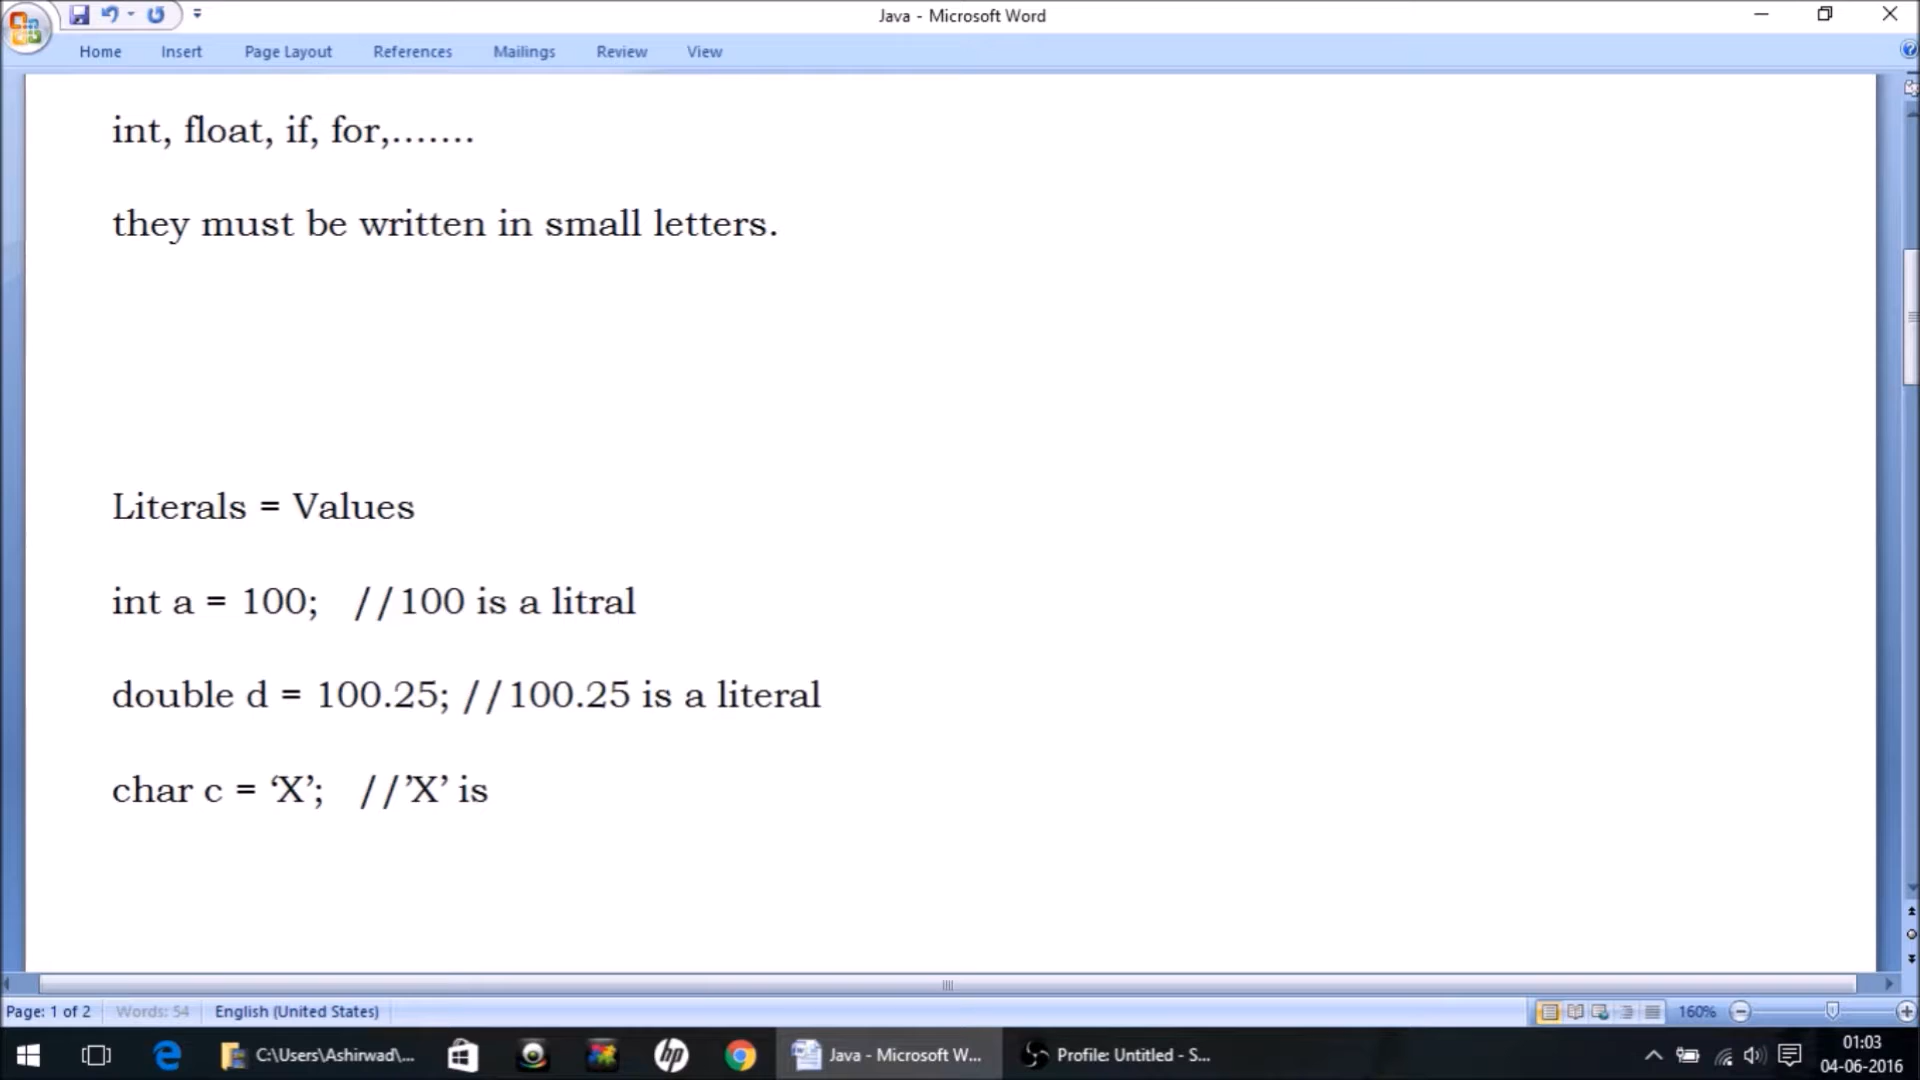 Java - Microsoft Word
Home Insert Page Layout References Mailings Review View
int, float, if, for,.......
they must be written in small letters.
Literals = Values
int a = 100; //100 is a litral
double d = 100.25; //100.25 is a literal
char c = ‘X’; //’X’ is
Page: 1 of 2 Words: 54 English (United States) 160%
C:\Users\Ashirwad\... hp Java - Microsoft W... Profile: Untitled - S... 01:03
04-06-2016